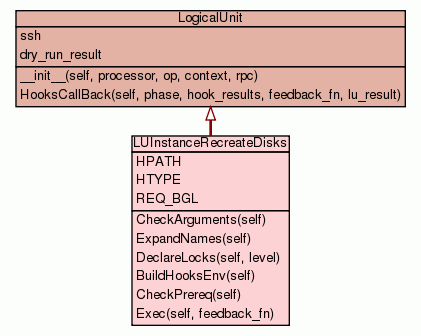 LogicalUnit
ssh
dry_run_result
__init__(self, processor, op, context, rpc)
HooksCallBack(self, phase, hook_results, feedback_fn, lu_result)
LUInstanceRecreateDisks
HPATH
HTYPE
REQ_BGL
CheckArguments(self)
ExpandNames(self)
DeclareLocks(self, level)
BuildHooksEnv(self)
CheckPrereq(self)
Exec(self, feedback_fn)